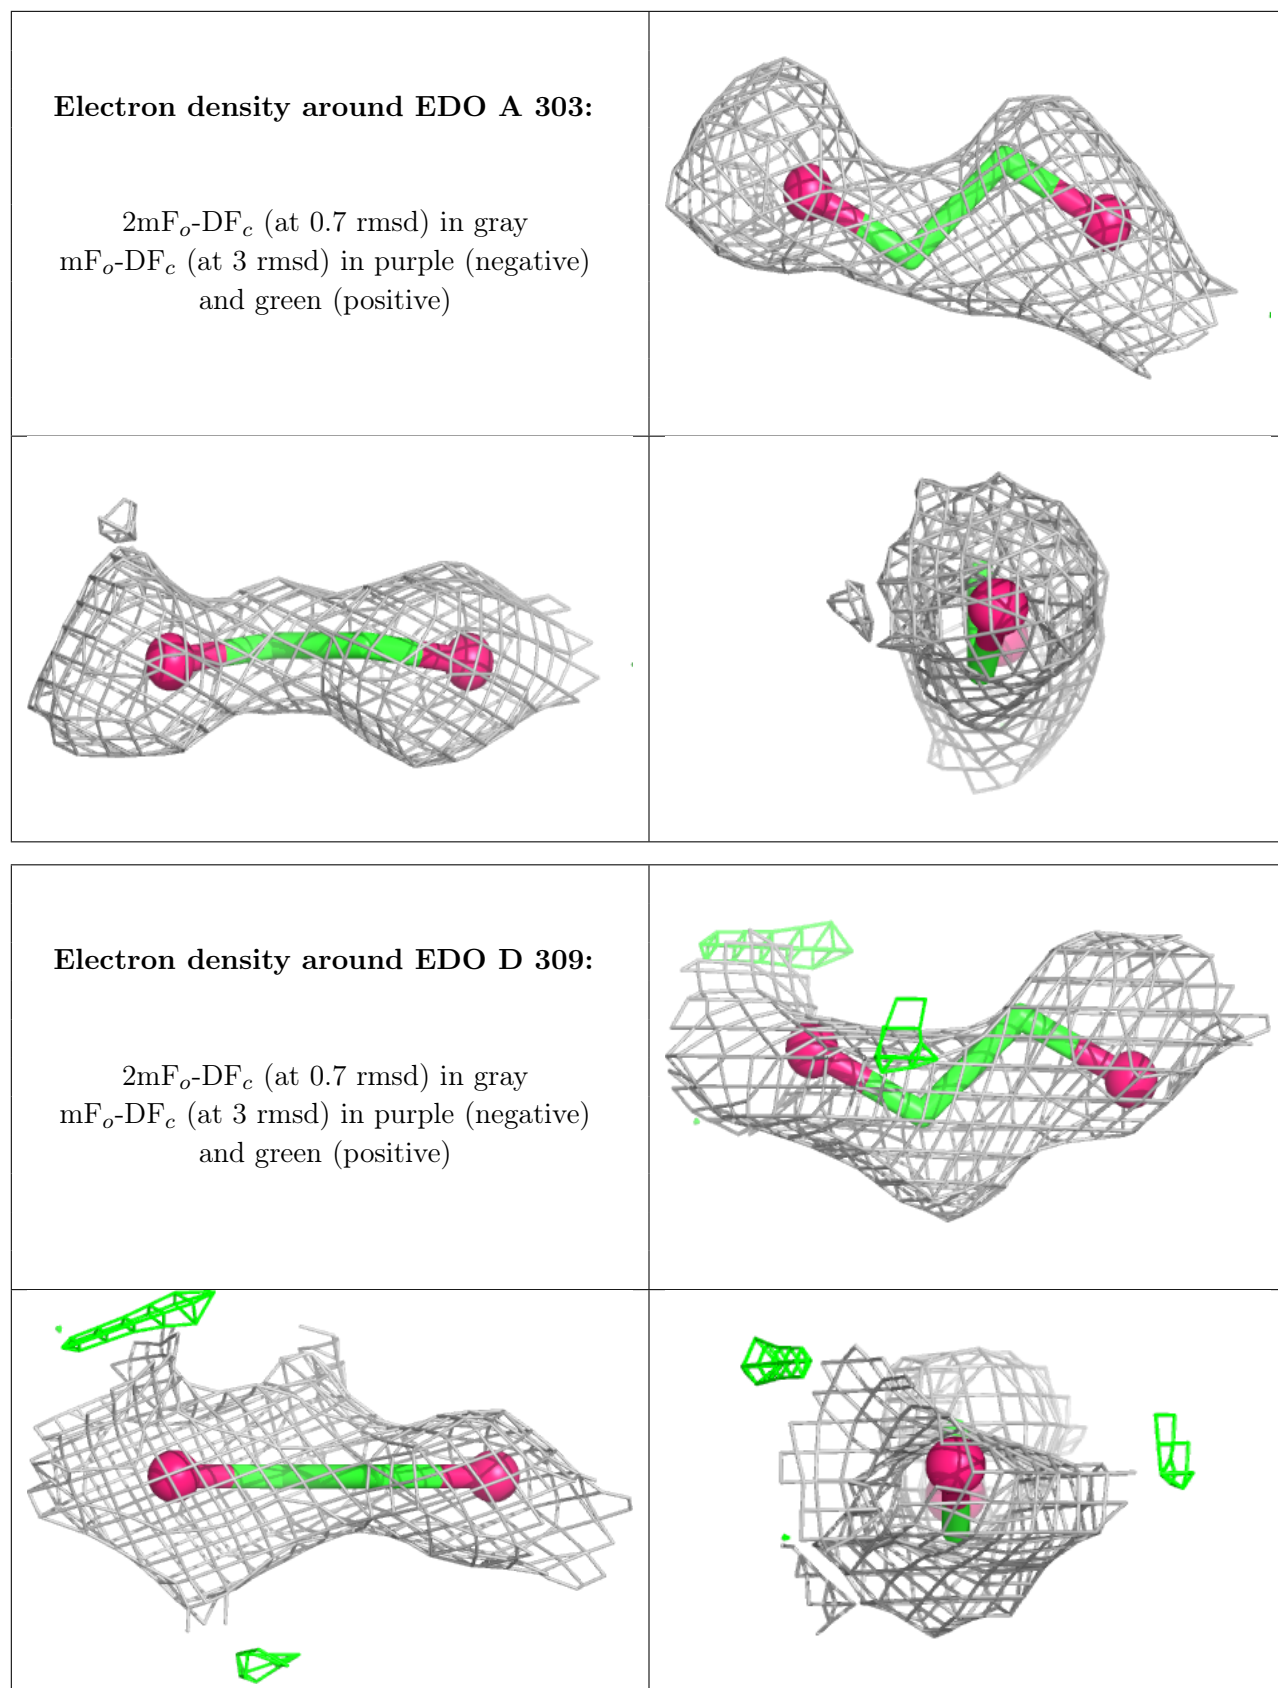 Electron density around EDO A 303:
2mFₒ-DF𝒸 (at 0.7 rmsd) in gray
mFₒ-DF𝒸 (at 3 rmsd) in purple (negative)
and green (positive)
Electron density around EDO D 309:
2mFₒ-DF𝒸 (at 0.7 rmsd) in gray
mFₒ-DF𝒸 (at 3 rmsd) in purple (negative)
and green (positive)